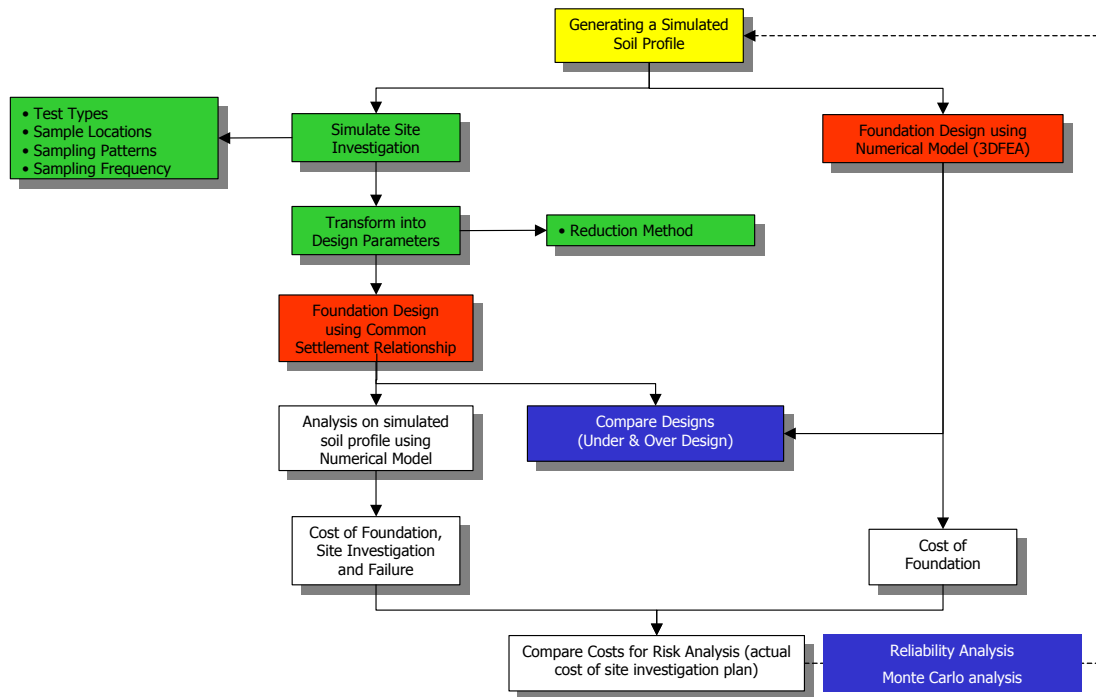 Generating a Simulated
Soil Profile
• Test Types
• Sample Locations
• Sampling Patterns
• Sampling Frequency
Simulate Site
Investigation
Foundation Design using
Numerical Model (3DFEA)
Transform into
Design Parameters
• Reduction Method
Foundation Design
using Common
Settlement Relationship
Analysis on simulated
soil profile using
Numerical Model
Compare Designs
(Under & Over Design)
Cost of Foundation,
Site Investigation
and Failure
Cost of
Foundation
Compare Costs for Risk Analysis (actual
cost of site investigation plan)
Reliability Analysis
Monte Carlo analysis